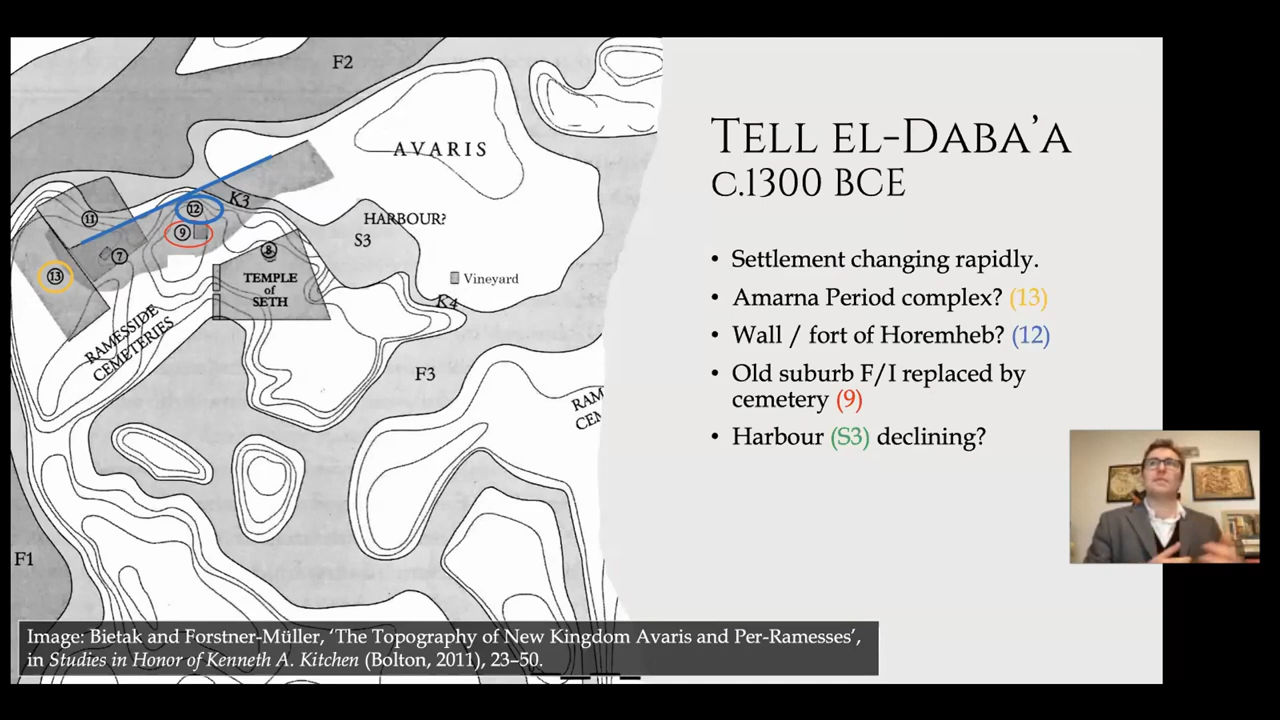 F2
AVARIS
K3
12
11
HARBOUR?
9
S3
7
8
13
TEMPLE
of
SETH
Vineyard
K4
RAMESSIDE
CEMETERIES
F3
RAM
CE
F1
TELL EL-DABA’A
C.1300 BCE
• Settlement changing rapidly.
• Amarna Period complex? (13)
• Wall / fort of Horemheb? (12)
• Old suburb F/I replaced by
cemetery (9)
• Harbour (S3) declining?
Image: Bietak and Forstner-Müller, ‘The Topography of New Kingdom Avaris and Per-Ramesses’,
in Studies in Honor of Kenneth A. Kitchen (Bolton, 2011), 23–50.